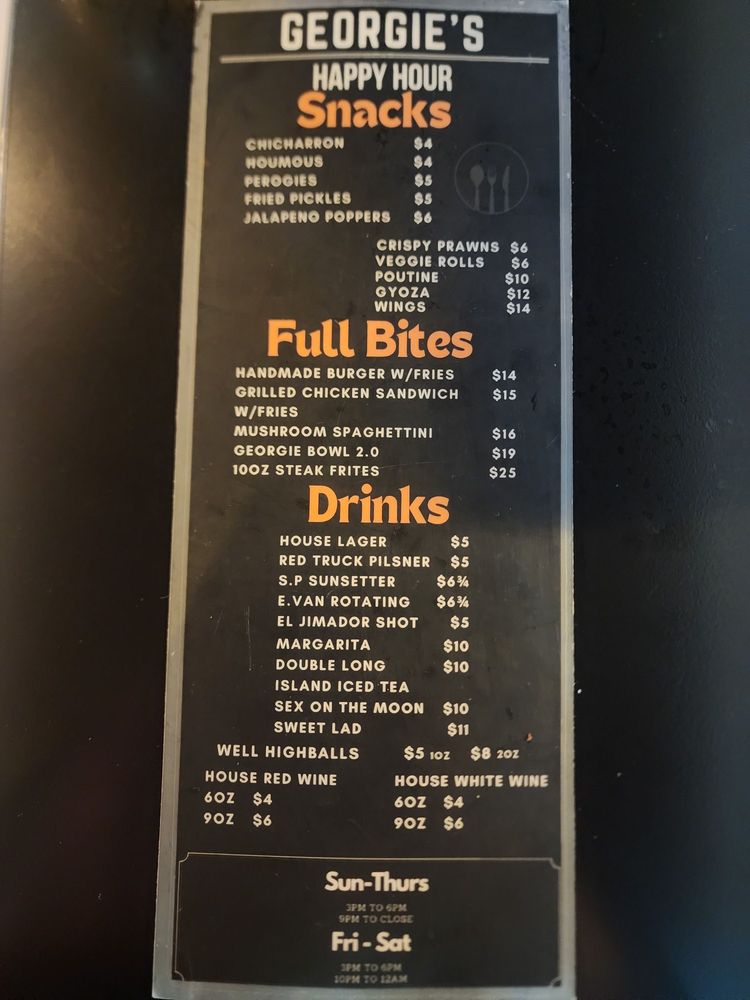 GEORGIE'S
HAPPY HOUR
Snacks
CHICHARRON $4
HOUMOUS $4
PEROGIES $5
FRIED PICKLES $5
JALAPENO POPPERS $6
CRISPY PRAWNS $6
VEGGIE ROLLS $6
POUTINE $10
GYOZA $12
WINGS $14
Full Bites
HANDMADE BURGER W/FRIES $14
GRILLED CHICKEN SANDWICH $15
W/FRIES
MUSHROOM SPAGHETTINI $16
GEORGIE BOWL 2.0 $19
10OZ STEAK FRITES $25
Drinks
HOUSE LAGER $5
RED TRUCK PILSNER $5
S.P SUNSETTER $6¾
E.VAN ROTATING $6¾
EL JIMADOR SHOT $5
MARGARITA $10
DOUBLE LONG $10
ISLAND ICED TEA
SEX ON THE MOON $10
SWEET LAD $11
WELL HIGHBALLS $5 1OZ $8 2OZ
HOUSE RED WINE HOUSE WHITE WINE
6OZ $4 6OZ $4
9OZ $6 9OZ $6
Sun-Thurs
3PM TO 6PM
9PM TO CLOSE
Fri - Sat
3PM TO 6PM
10PM TO 12AM